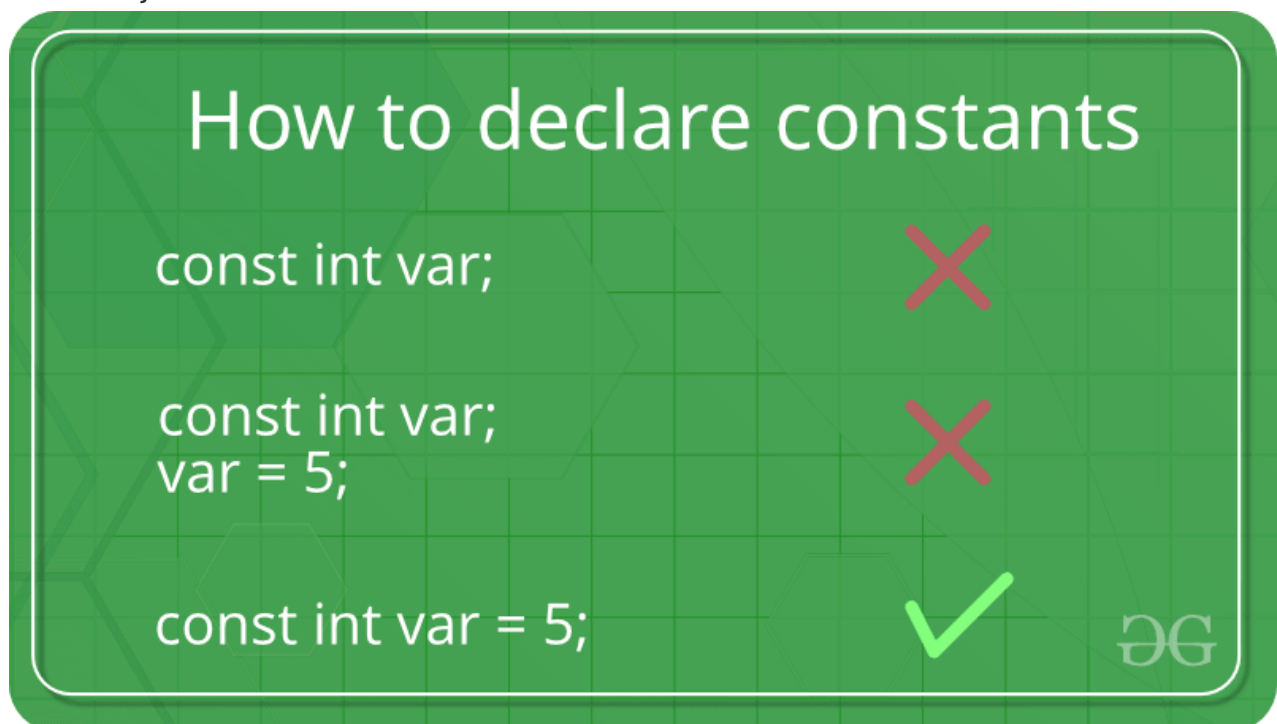 How to declare constants
const int var;
const int var;
var = 5;
const int var = 5;